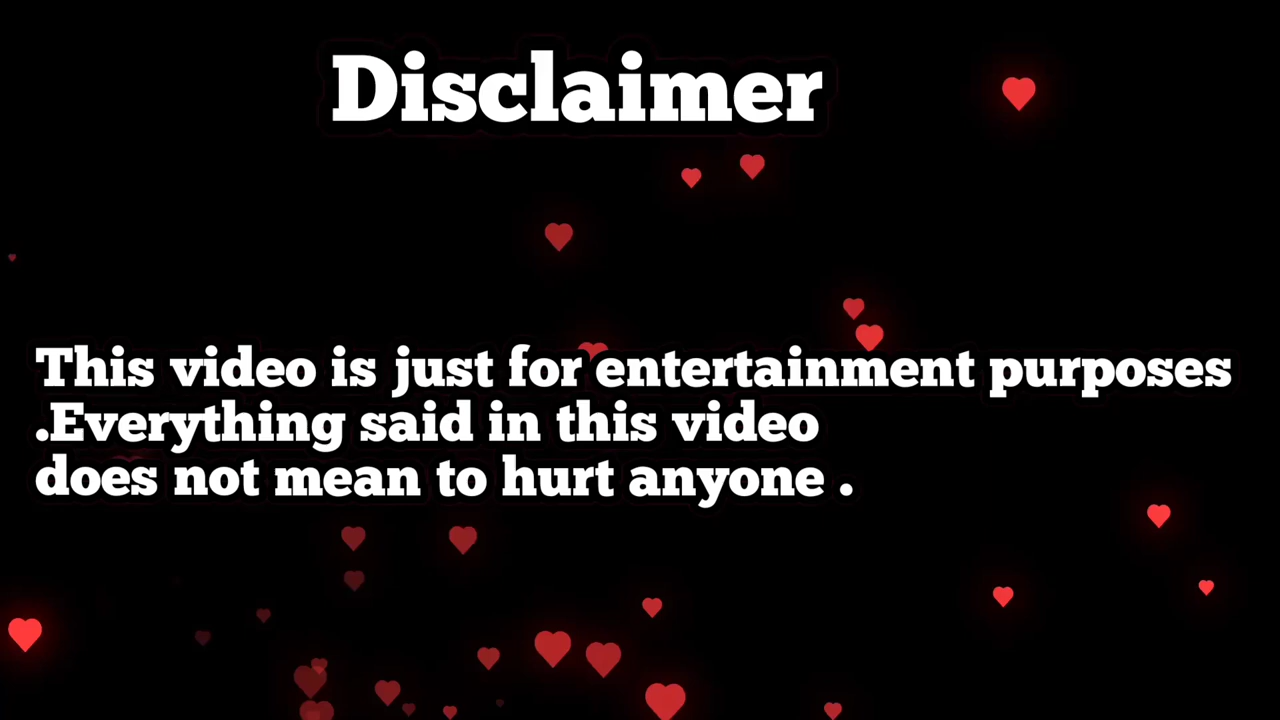 Disclaimer
This video is just for entertainment purposes
.Everything said in this video
does not mean to hurt anyone .